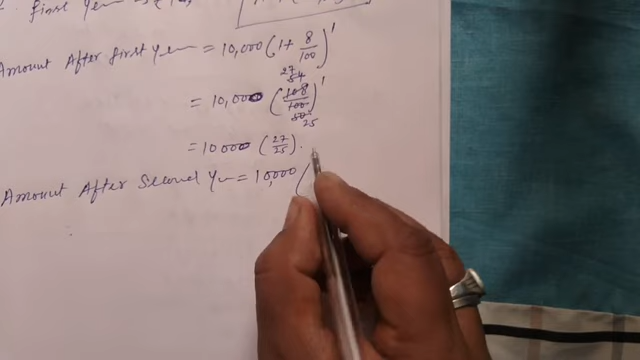 first Year
Amount After first Year = 10,000 (1 + 8/100)^1
27
54
= 10,000 (108/100)^1
50
25
= 10000 (27/25).
Amount After Second Yr = 10,000 (